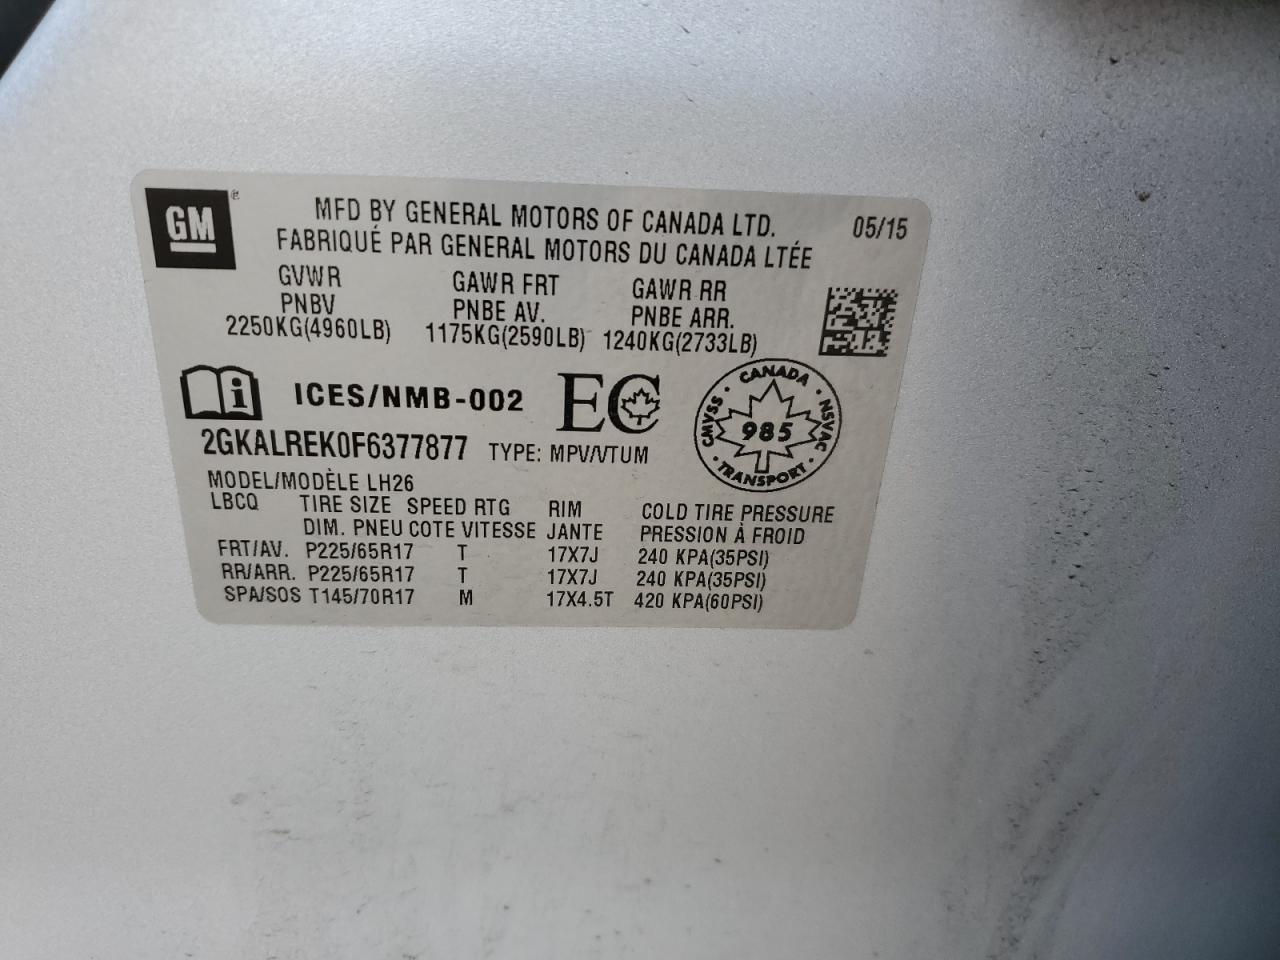 GM®
MFD BY GENERAL MOTORS OF CANADA LTD. 05/15
FABRIQUÉ PAR GENERAL MOTORS DU CANADA LTÉE
GVWR GAWR FRT GAWR RR
PNBV PNBE AV. PNBE ARR.
2250KG(4960LB) 1175KG(2590LB) 1240KG(2733LB)
i ICES/NMB-002 EC
CANADA
CMVSS 985 NSVAC
TRANSPORT
2GKALREK0F6377877 TYPE: MPV/VTUM
MODEL/MODÈLE LH26
LBCQ TIRE SIZE SPEED RTG RIM COLD TIRE PRESSURE
DIM. PNEU COTE VITESSE JANTE PRESSION À FROID
FRT/AV. P225/65R17 T 17X7J 240 KPA(35PSI)
RR/ARR. P225/65R17 T 17X7J 240 KPA(35PSI)
SPA/SOS T145/70R17 M 17X4.5T 420 KPA(60PSI)